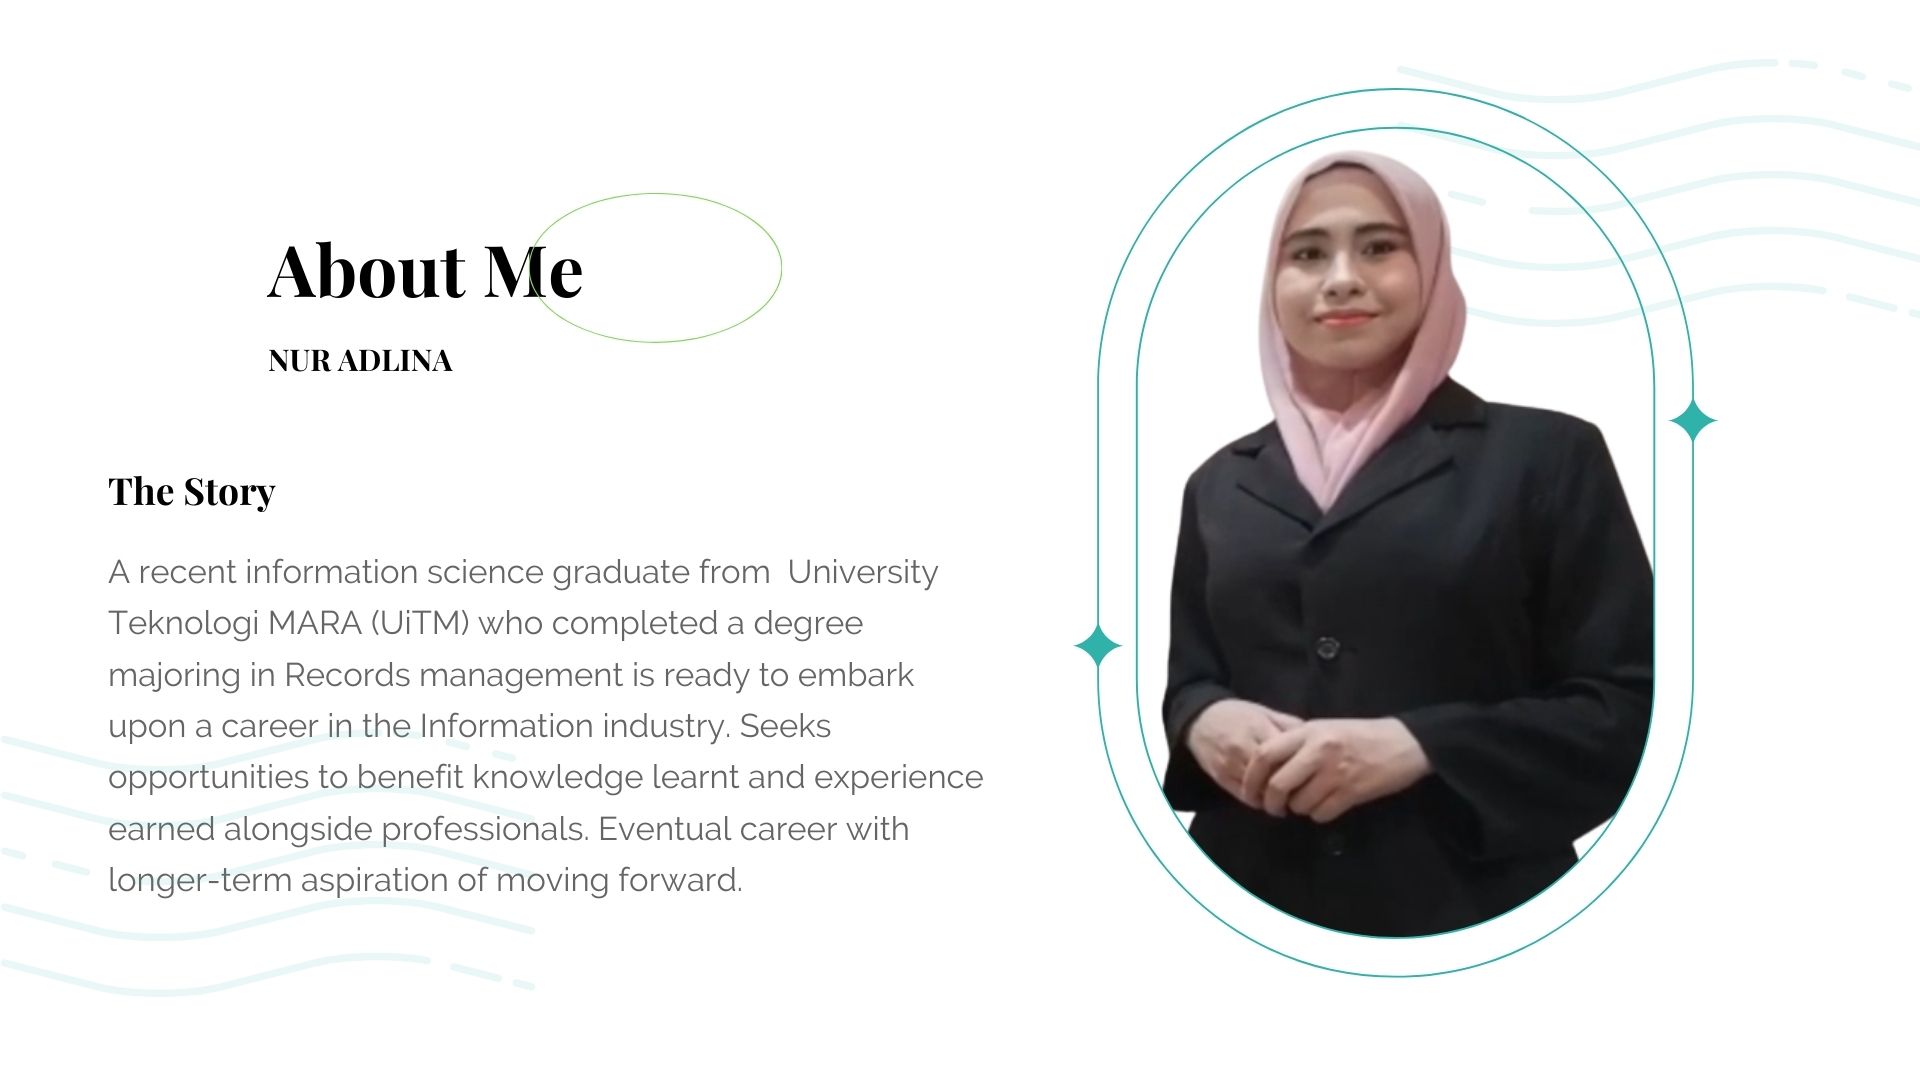 About Me
NUR ADLINA
The Story
A recent information science graduate from  University
Teknologi MARA (UiTM) who completed a degree
majoring in Records management is ready to embark
upon a career in the Information industry. Seeks
opportunities to benefit knowledge learnt and experience
earned alongside professionals. Eventual career with
longer-term aspiration of moving forward.